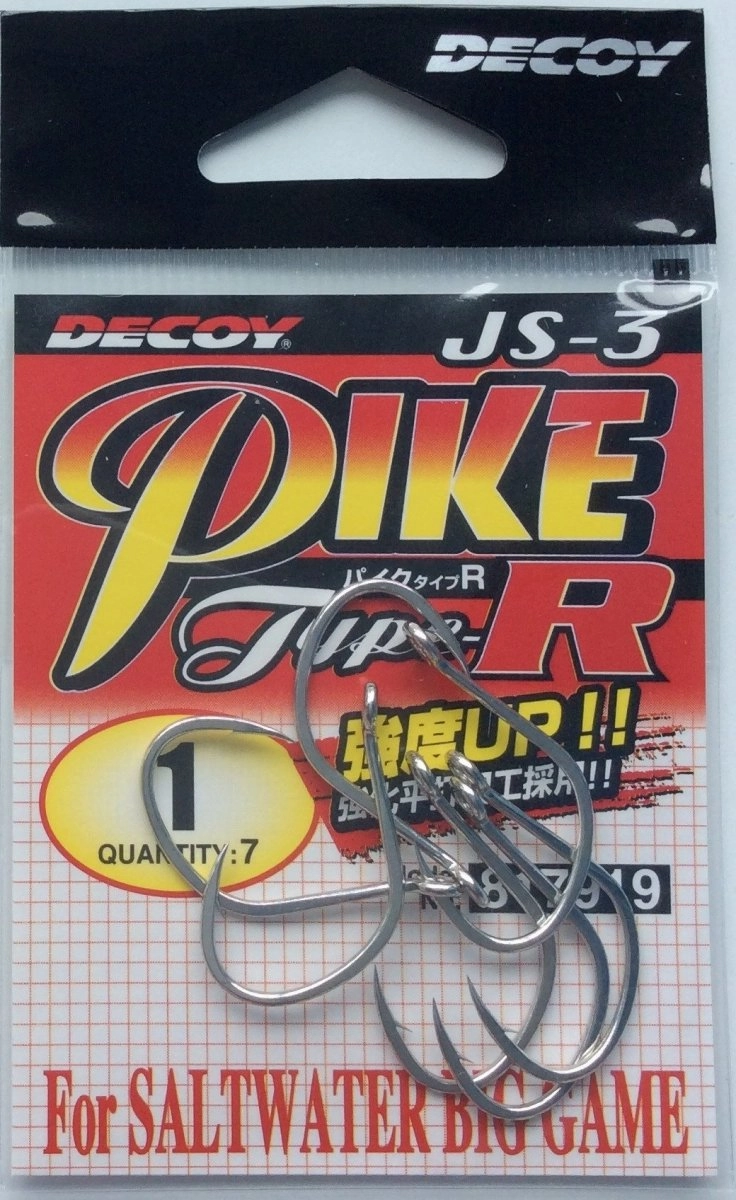 DECOY
DECOY®
JS-3
PIKE
パイクタイプR
Type-R
強度UP!!
1
QUANTITY:7
For SALTWATER BIG GAME